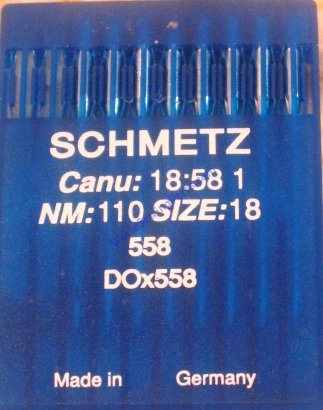 SCHMETZ
Canu: 18:58 1
NM:110 SIZE:18
558
DOx558
Made in Germany